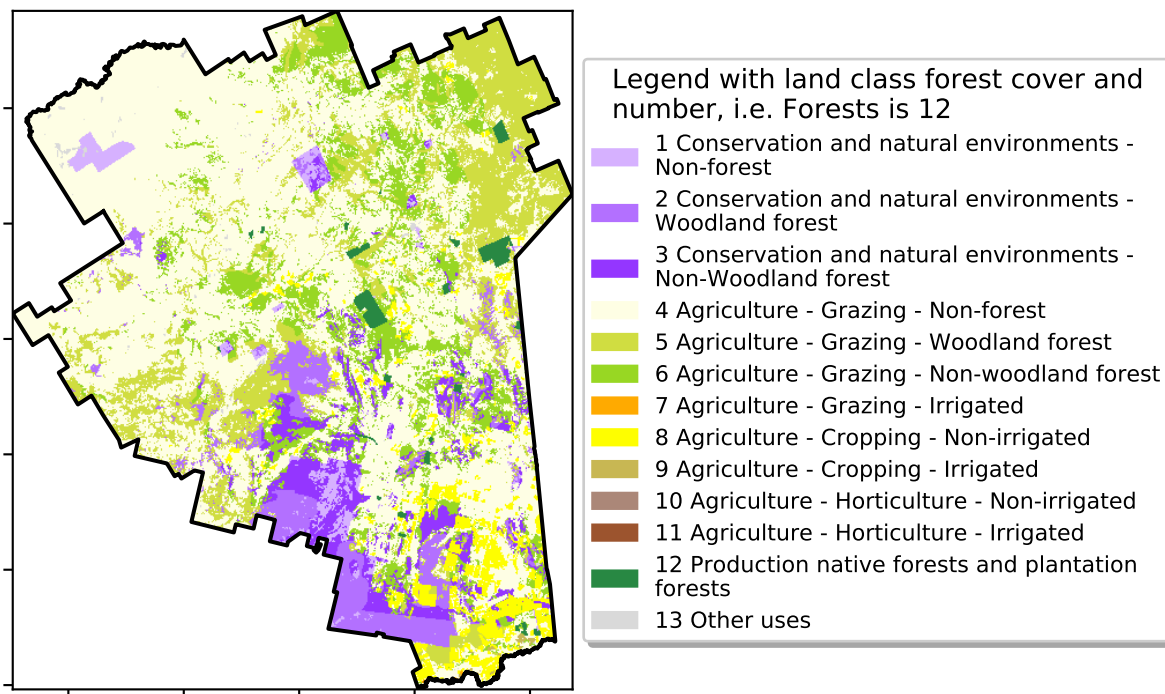 Legend with land class forest cover and
number, i.e. Forests is 12
1 Conservation and natural environments -
Non-forest
2 Conservation and natural environments -
Woodland forest
3 Conservation and natural environments -
Non-Woodland forest
4 Agriculture - Grazing - Non-forest
5 Agriculture - Grazing - Woodland forest
6 Agriculture - Grazing - Non-woodland forest
7 Agriculture - Grazing - Irrigated
8 Agriculture - Cropping - Non-irrigated
9 Agriculture - Cropping - Irrigated
10 Agriculture - Horticulture - Non-irrigated
11 Agriculture - Horticulture - Irrigated
12 Production native forests and plantation
forests
13 Other uses